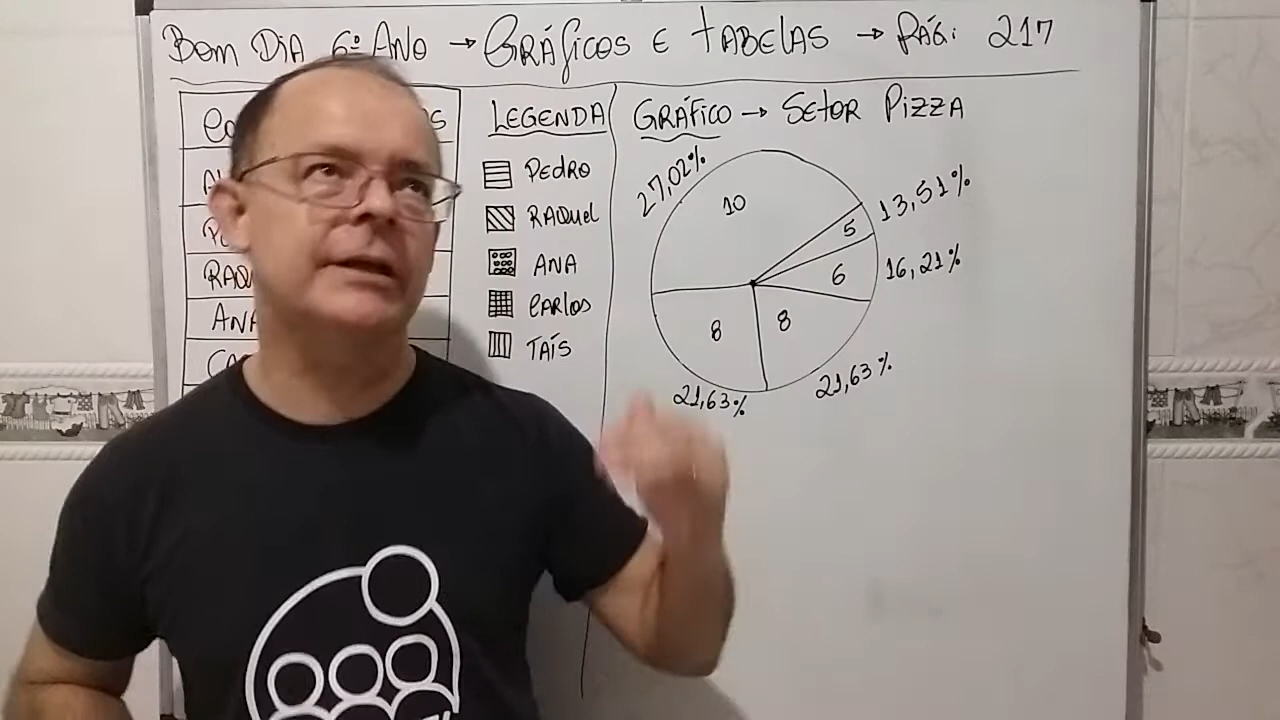 BOM DIA 6º ANO → GRÁFICOS E TABELAS → PÁG: 217
LEGENDA
PEDRO
RAQUEL
ANA
CARLOS
TAÍS
GRÁFICO → SETOR PIZZA
27,02%
10
13,51%
5
16,21%
6
8
8
21,63%
21,63%